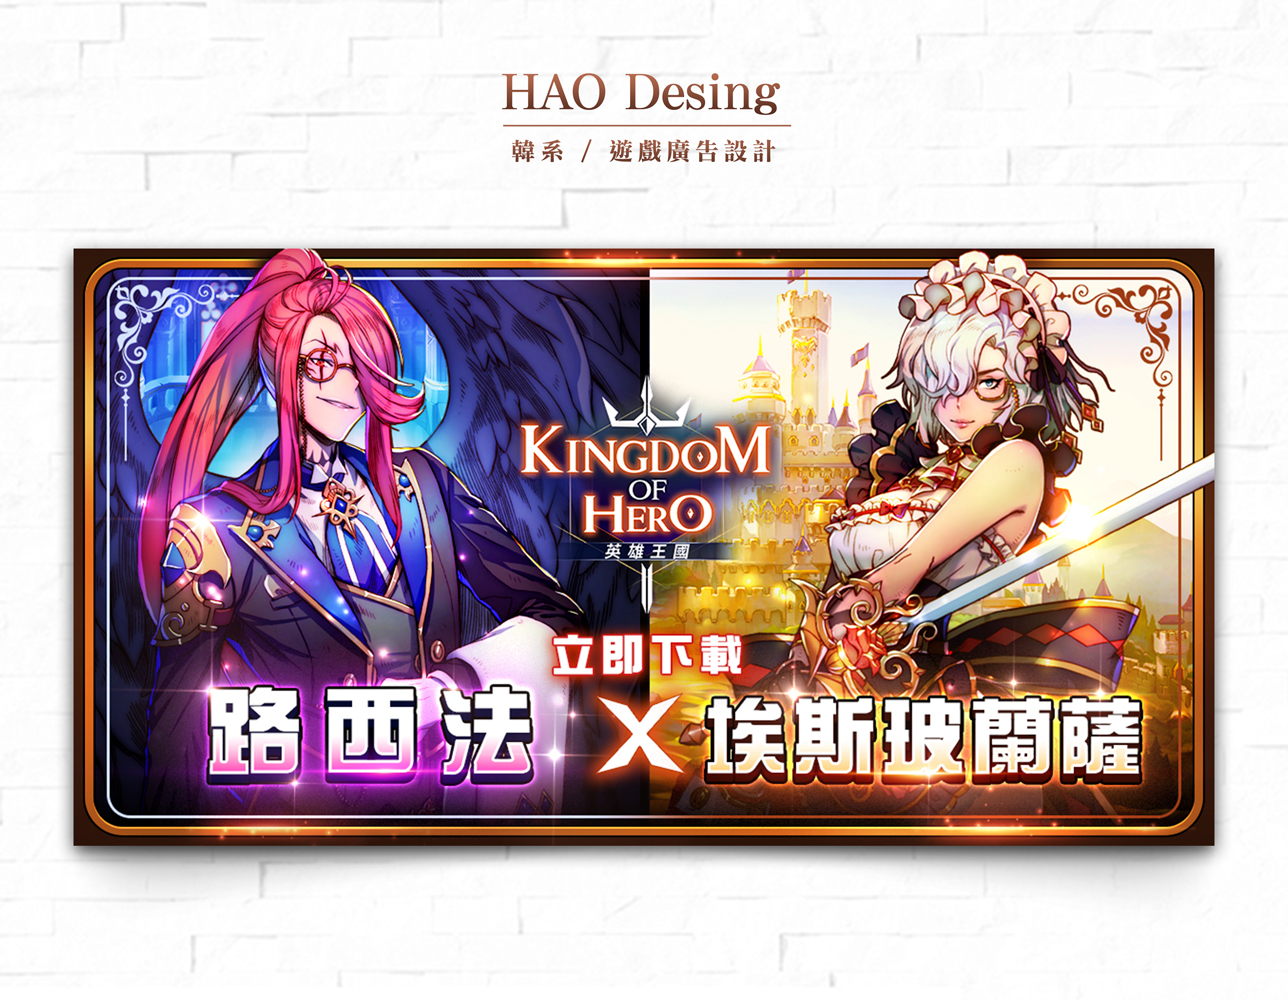 HAO Desing
韓系 / 遊戲廣告設計
KINGDOM
OF
HERO
英雄王國
立即下載
路西法 X 埃斯玻蘭薩